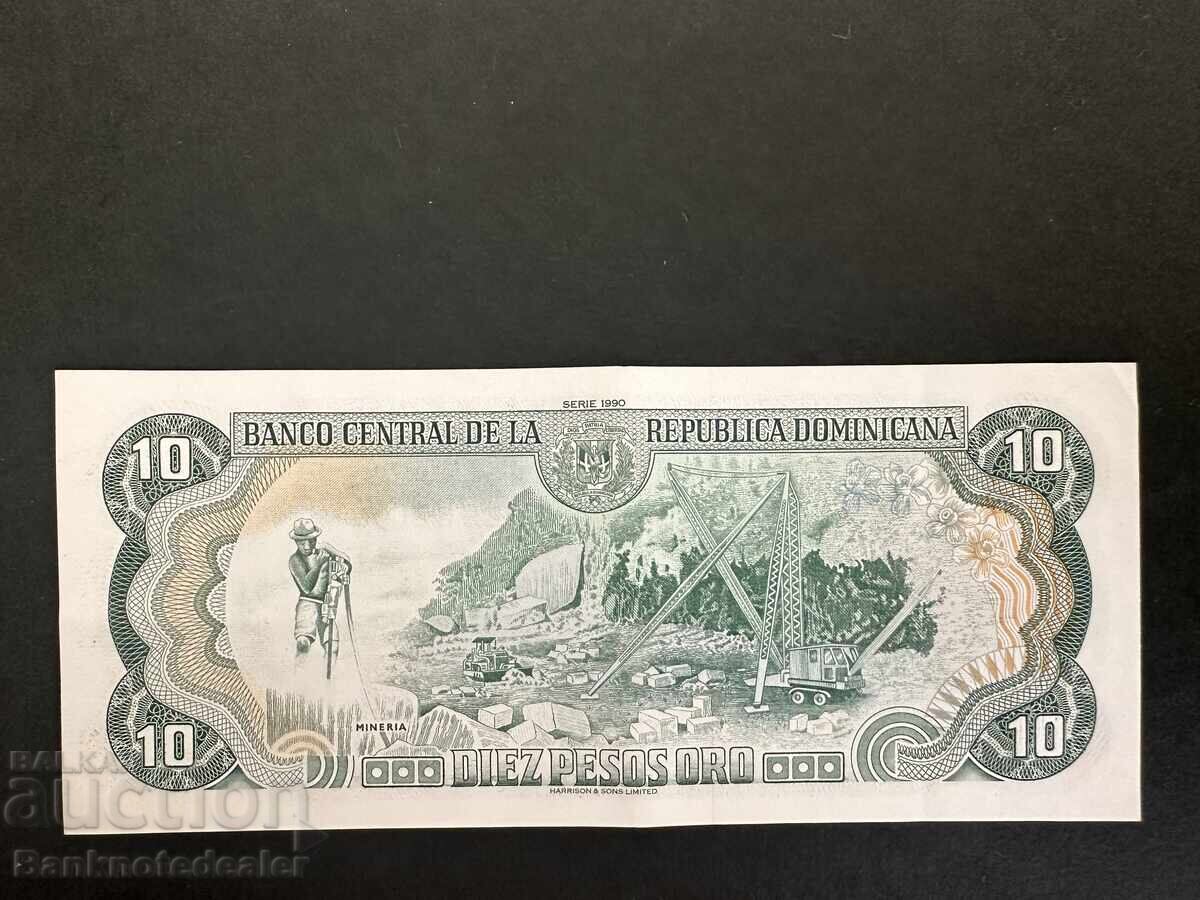 SERIE 1990
BANCO CENTRAL DE LA REPUBLICA DOMINICANA
10 10
MINERIA
10 10
DIEZ PESOS ORO
HARRISON & SONS LIMITED
BALKAN
auction
Banknotedealer